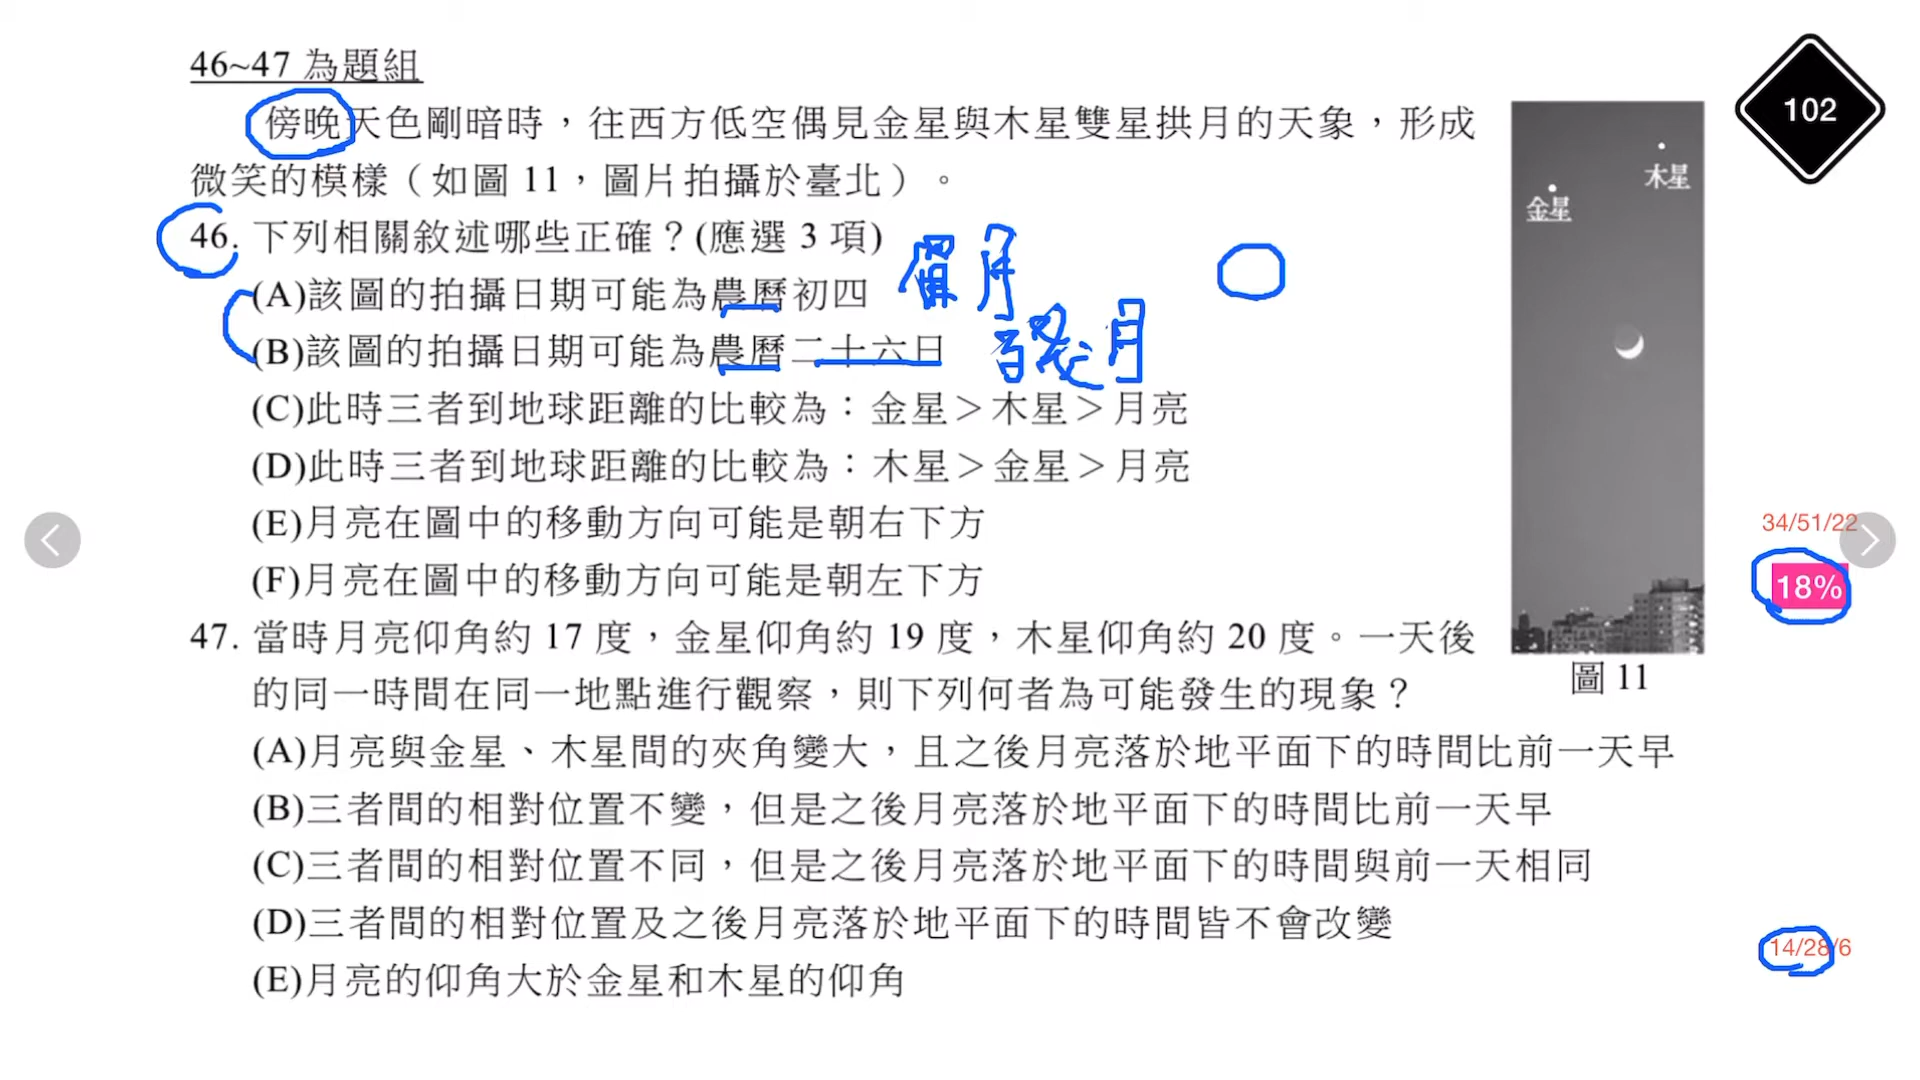 46~47 為題組
傍晚天色剛暗時，往西方低空偶見金星與木星雙星拱月的天象，形成
微笑的模樣（如圖 11，圖片拍攝於臺北）。
46. 下列相關敘述哪些正確？(應選 3 項)
(A)該圖的拍攝日期可能為農曆初四
(B)該圖的拍攝日期可能為農曆二十六日
(C)此時三者到地球距離的比較為：金星＞木星＞月亮
(D)此時三者到地球距離的比較為：木星＞金星＞月亮
(E)月亮在圖中的移動方向可能是朝右下方
(F)月亮在圖中的移動方向可能是朝左下方
47. 當時月亮仰角約 17 度，金星仰角約 19 度，木星仰角約 20 度。一天後
的同一時間在同一地點進行觀察，則下列何者為可能發生的現象？
(A)月亮與金星、木星間的夾角變大，且之後月亮落於地平面下的時間比前一天早
(B)三者間的相對位置不變，但是之後月亮落於地平面下的時間比前一天早
(C)三者間的相對位置不同，但是之後月亮落於地平面下的時間與前一天相同
(D)三者間的相對位置及之後月亮落於地平面下的時間皆不會改變
(E)月亮的仰角大於金星和木星的仰角
木星
金星
圖 11
102
34/51/22
18%
14/28/6
月
月